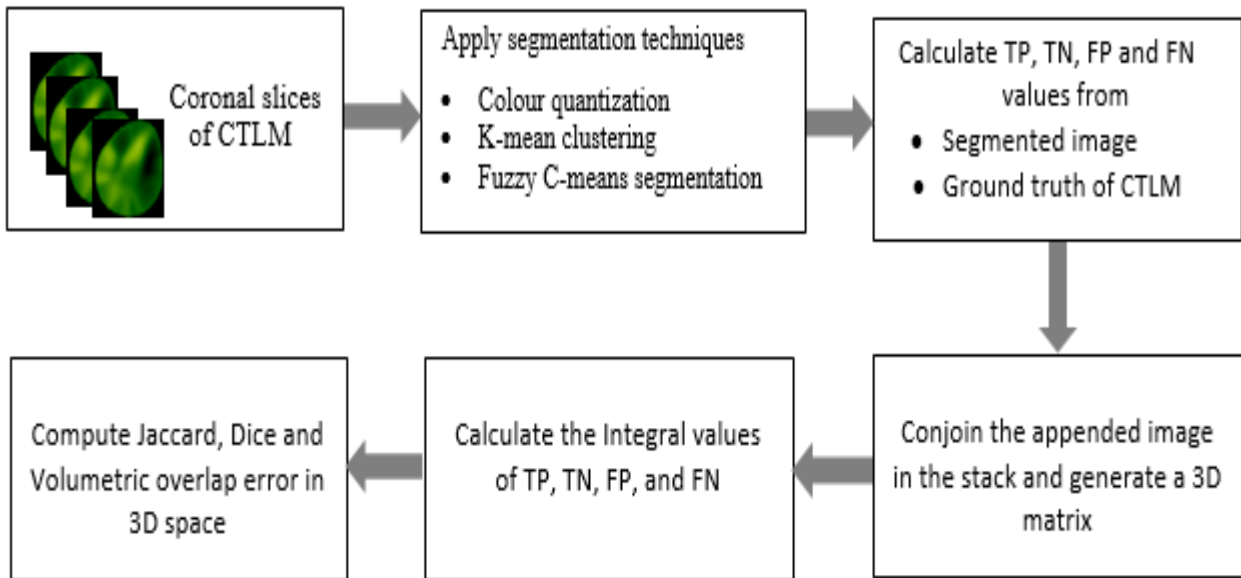 Coronal slices
of CTLM
Apply segmentation techniques
• Colour quantization
• K-mean clustering
• Fuzzy C-means segmentation
Calculate TP, TN, FP and FN
values from
• Segmented image
• Ground truth of CTLM
Compute Jaccard, Dice and
Volumetric overlap error in
3D space
Calculate the Integral values
of TP, TN, FP, and FN
Conjoin the appended image
in the stack and generate a 3D
matrix